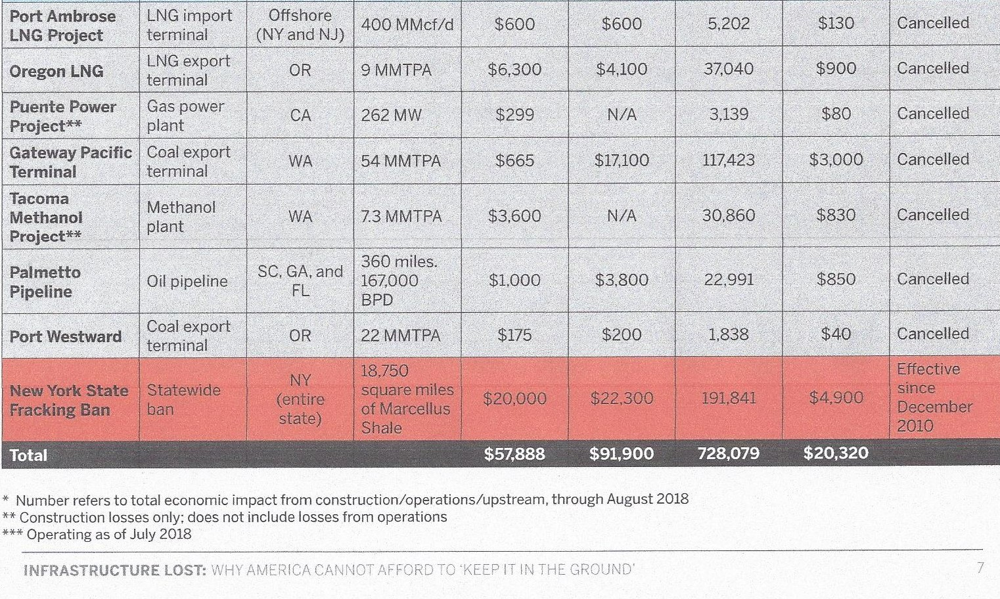 Port Ambrose
LNG Project
LNG import
terminal
Offshore
(NY and NJ)
400 MMcf/d
$600
$600
5,202
$130
Cancelled
Oregon LNG
LNG export
terminal
OR
9 MMTPA
$6,300
$4,100
37,040
$900
Cancelled
Puente Power
Project**
Gas power
plant
CA
262 MW
$299
N/A
3,139
$80
Cancelled
Gateway Pacific
Terminal
Coal export
terminal
WA
54 MMTPA
$665
$17,100
117,423
$3,000
Cancelled
Tacoma
Methanol
Project**
Methanol
plant
WA
7.3 MMTPA
$3,600
N/A
30,860
$830
Cancelled
Palmetto
Pipeline
Oil pipeline
SC, GA, and
FL
360 miles.
167,000
BPD
$1,000
$3,800
22,991
$850
Cancelled
Port Westward
Coal export
terminal
OR
22 MMTPA
$175
$200
1,838
$40
Cancelled
New York State
Fracking Ban
Statewide
ban
NY
(entire
state)
18,750
square miles
of Marcellus
Shale
$20,000
$22,300
191,841
$4,900
Effective
since
December
2010
Total
$57,888
$91,900
728,079
$20,320
* Number refers to total economic impact from construction/operations/upstream, through August 2018
** Construction losses only; does not include losses from operations
*** Operating as of July 2018
INFRASTRUCTURE LOST: WHY AMERICA CANNOT AFFORD TO 'KEEP IT IN THE GROUND'
7